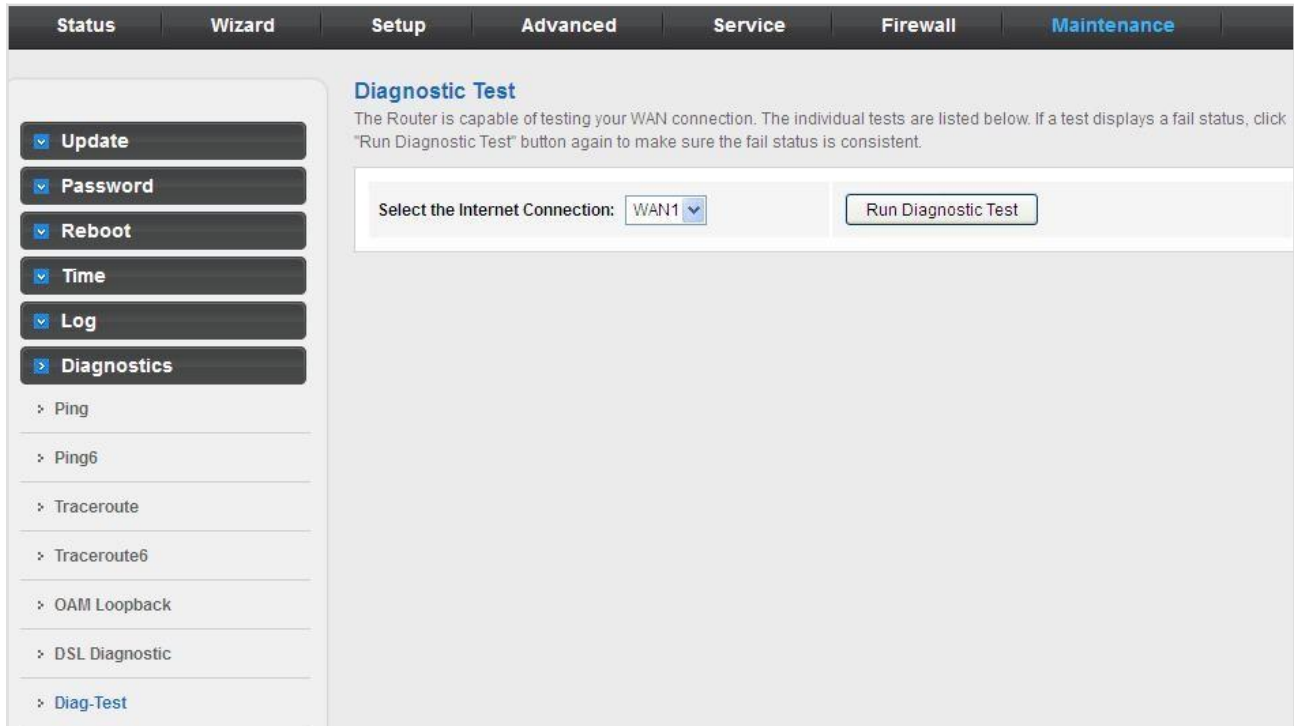 Status Wizard Setup Advanced Service Firewall Maintenance
Update
Password
Reboot
Time
Log
Diagnostics
Ping
Ping6
Traceroute
Traceroute6
OAM Loopback
DSL Diagnostic
Diag-Test
Diagnostic Test
The Router is capable of testing your WAN connection. The individual tests are listed below. If a test displays a fail status, click
"Run Diagnostic Test" button again to make sure the fail status is consistent.
Select the Internet Connection: WAN1 Run Diagnostic Test